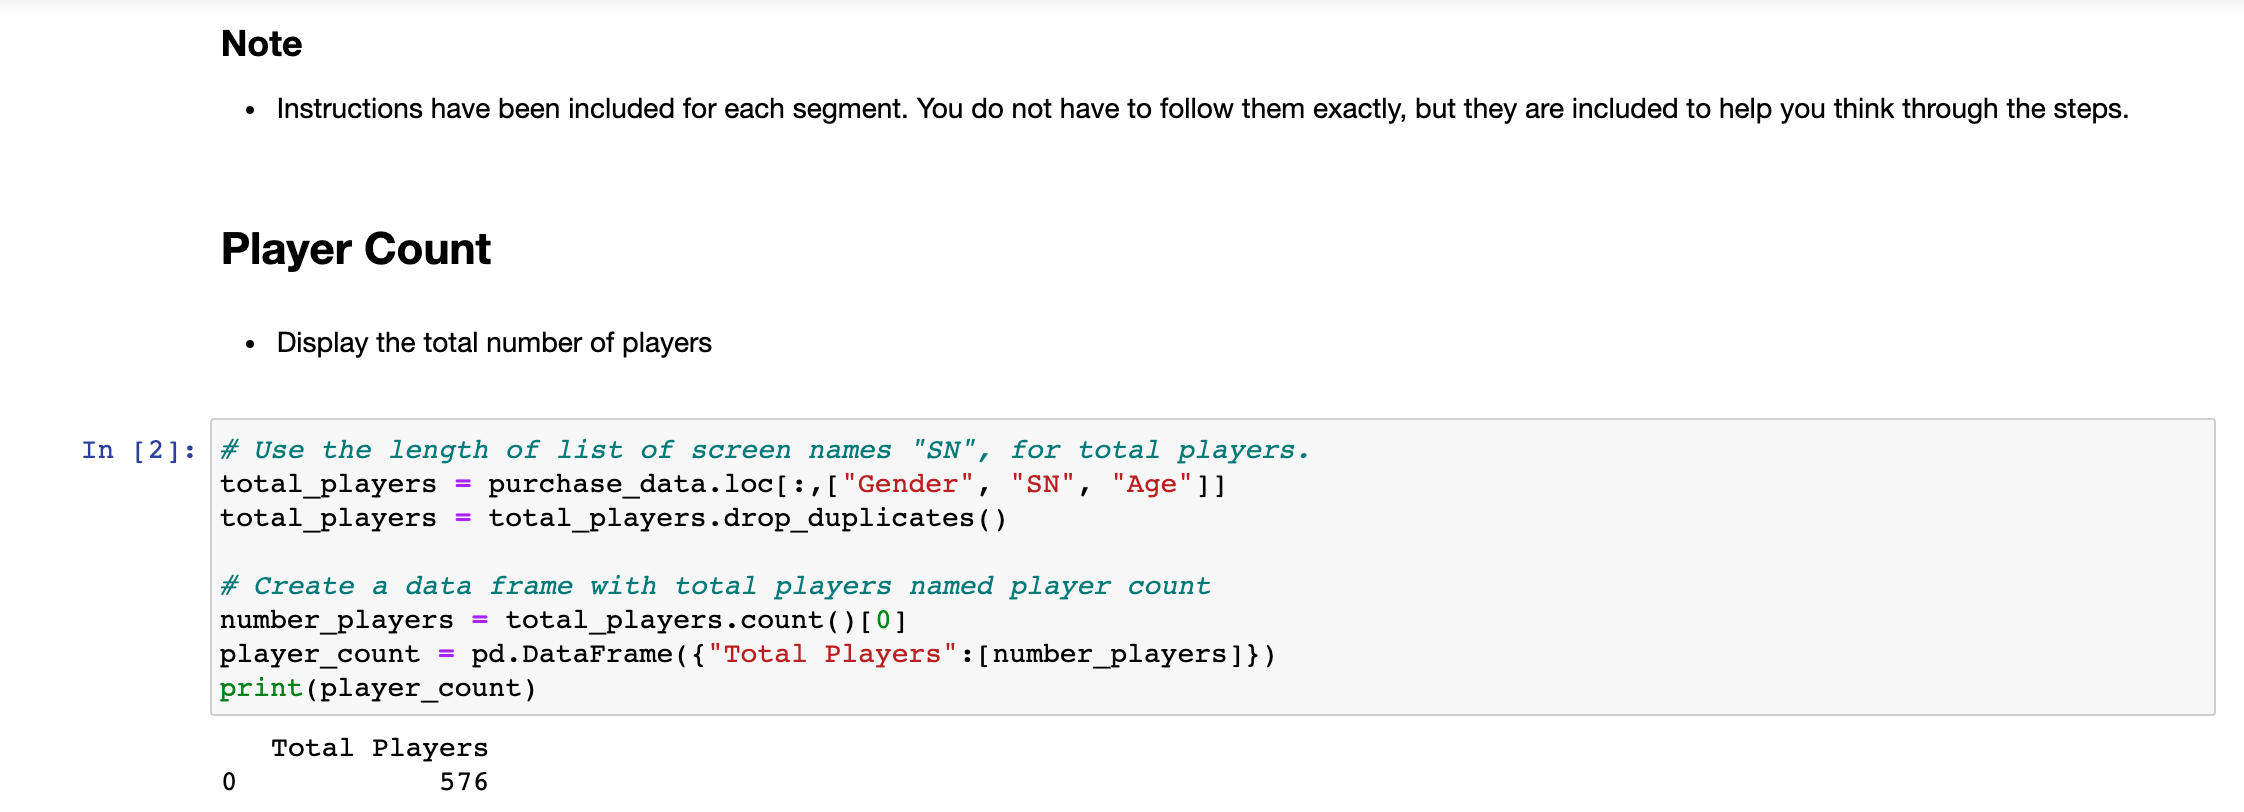 Note
• Instructions have been included for each segment. You do not have to follow them exactly, but they are included to help you think through the steps.
Player Count
• Display the total number of players
In [2]:
# Use the length of list of screen names "SN", for total players.
total_players = purchase_data.loc[:,["Gender", "SN", "Age"]]
total_players = total_players.drop_duplicates()
# Create a data frame with total players named player count
number_players = total_players.count()[0]
player_count = pd.DataFrame({"Total Players":[number_players]})
print(player_count)
Total Players
0 576